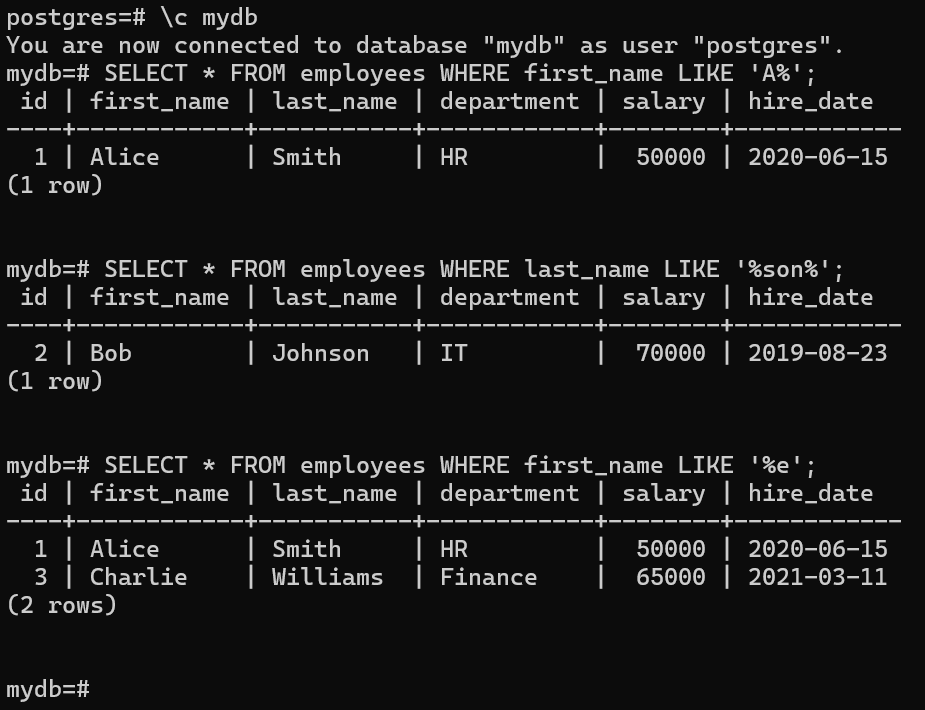 postgres=# \c mydb
You are now connected to database "mydb" as user "postgres".
mydb=# SELECT * FROM employees WHERE first_name LIKE 'A%';
 id | first_name | last_name | department | salary | hire_date
----+------------+-----------+------------+--------+------------
  1 | Alice      | Smith     | HR         |  50000 | 2020-06-15
(1 row)

mydb=# SELECT * FROM employees WHERE last_name LIKE '%son%';
 id | first_name | last_name | department | salary | hire_date
----+------------+-----------+------------+--------+------------
  2 | Bob        | Johnson   | IT         |  70000 | 2019-08-23
(1 row)

mydb=# SELECT * FROM employees WHERE first_name LIKE '%e';
 id | first_name | last_name | department | salary | hire_date
----+------------+-----------+------------+--------+------------
  1 | Alice      | Smith     | HR         |  50000 | 2020-06-15
  3 | Charlie    | Williams  | Finance    |  65000 | 2021-03-11
(2 rows)

mydb=#